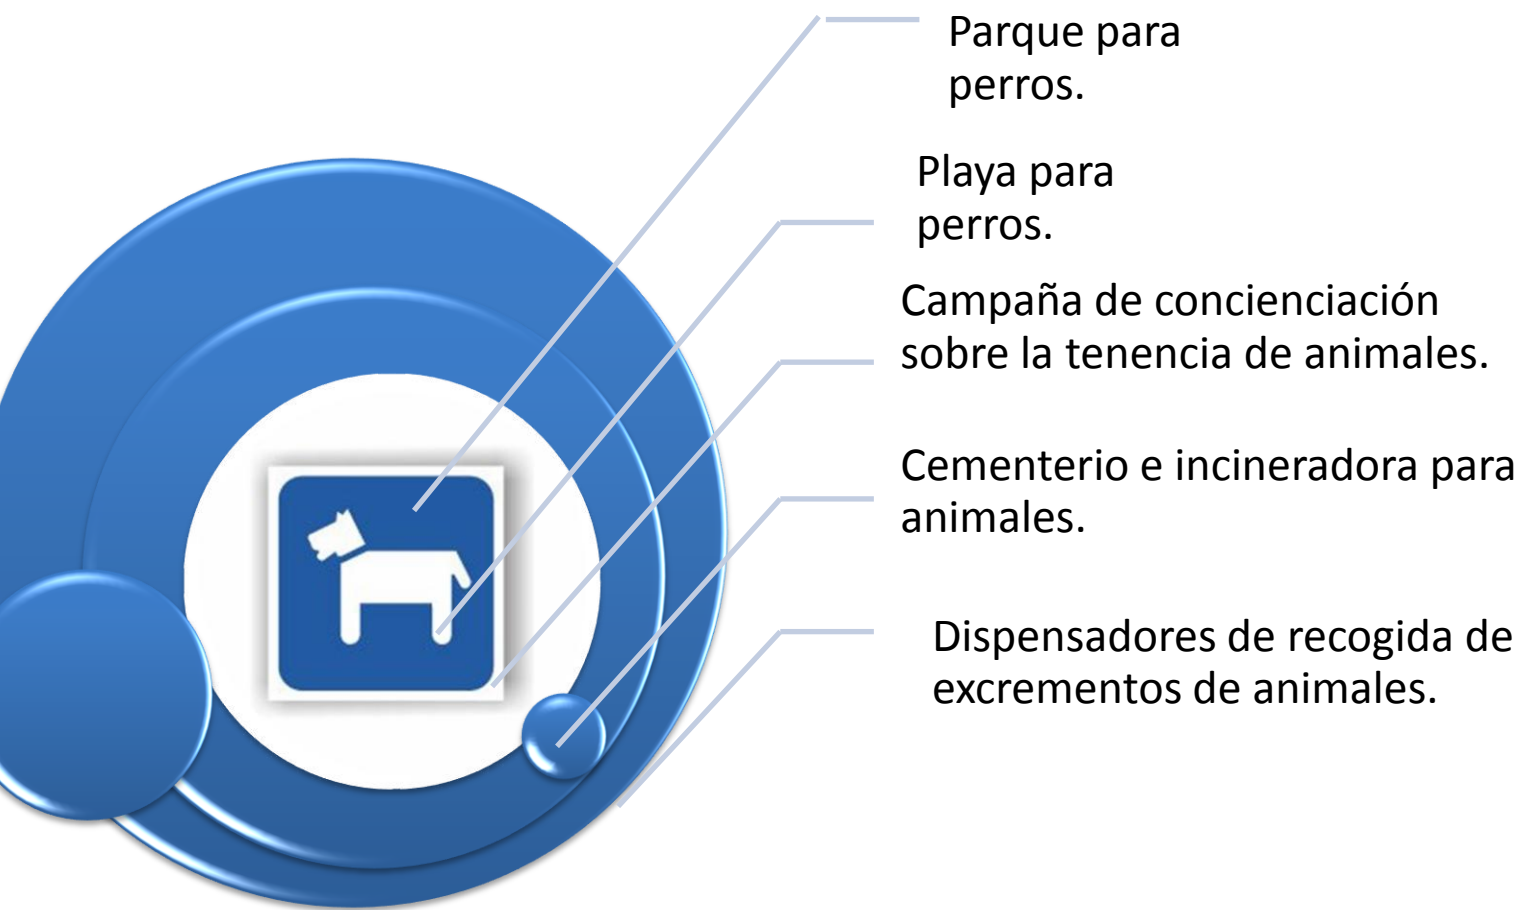 Parque para
perros.
Playa para
perros.
Campaña de concienciación
sobre la tenencia de animales.
Cementerio e incineradora para
animales.
Dispensadores de recogida de
excrementos de animales.